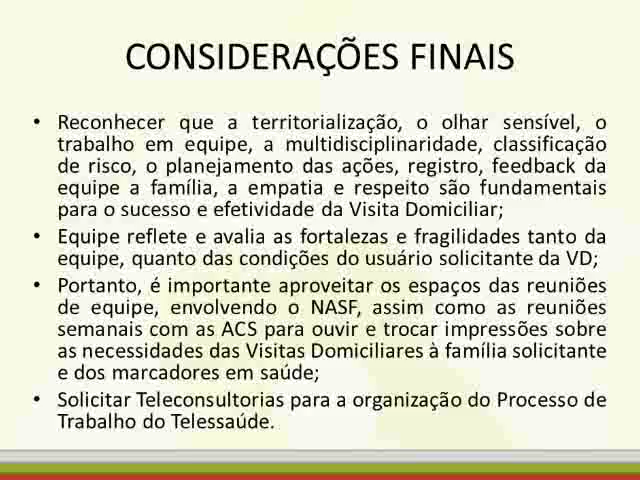 CONSIDERAÇÕES FINAIS
• Reconhecer que a territorialização, o olhar sensível, o
trabalho em equipe, a multidisciplinaridade, classificação
de risco, o planejamento das ações, registro, feedback da
equipe a família, a empatia e respeito são fundamentais
para o sucesso e efetividade da Visita Domiciliar;
• Equipe reflete e avalia as fortalezas e fragilidades tanto da
equipe, quanto das condições do usuário solicitante da VD;
• Portanto, é importante aproveitar os espaços das reuniões
de equipe, envolvendo o NASF, assim como as reuniões
semanais com as ACS para ouvir e trocar impressões sobre
as necessidades das Visitas Domiciliares à família solicitante
e dos marcadores em saúde;
• Solicitar Teleconsultorias para a organização do Processo de
Trabalho do Telessaúde.